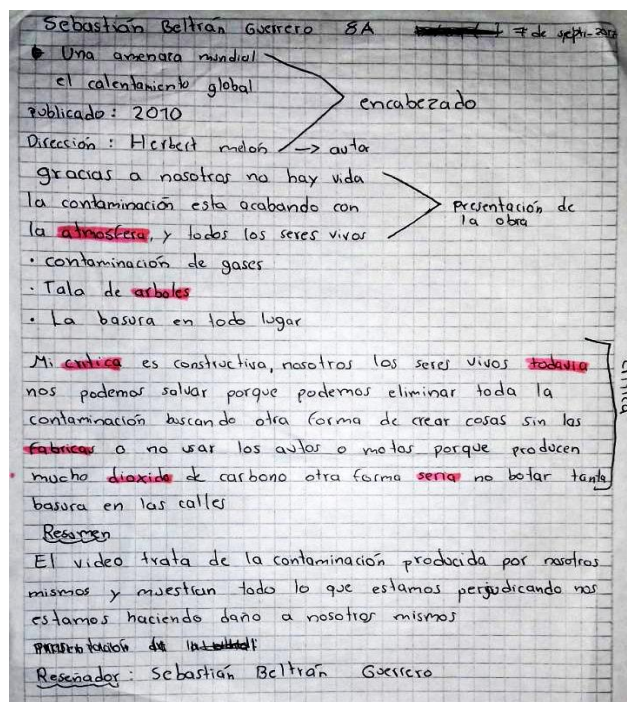 Sebastián Beltrán Guerrero 8A 7 de septi-
Una amenaza mundial
el calentamiento global
Publicado: 2010
encabezado
Dirección: Herbert melón → autor
gracias a nosotros no hay vida
la contaminación esta acabando con
la atmosfera, y todos los seres vivos
presentación de
la obra
· contaminación de gases
· Tala de arboles
· La basura en todo lugar
Mi critica es constructiva, nosotros los seres vivos todavia
nos podemos salvar porque podemos eliminar toda la
contaminación buscando otra forma de crear cosas sin las
fabricas o no usar los autos o motos porque producen
mucho dioxido de carbono otra forma seria no botar tanta
basura en las calles
critica
Resumen
El video trata de la contaminación producida por nosotros
mismos y muestran todo lo que estamos perjudicando nos
estamos haciendo daño a nosotros mismos
Reseñador: Sebastián Beltrán Guerrero